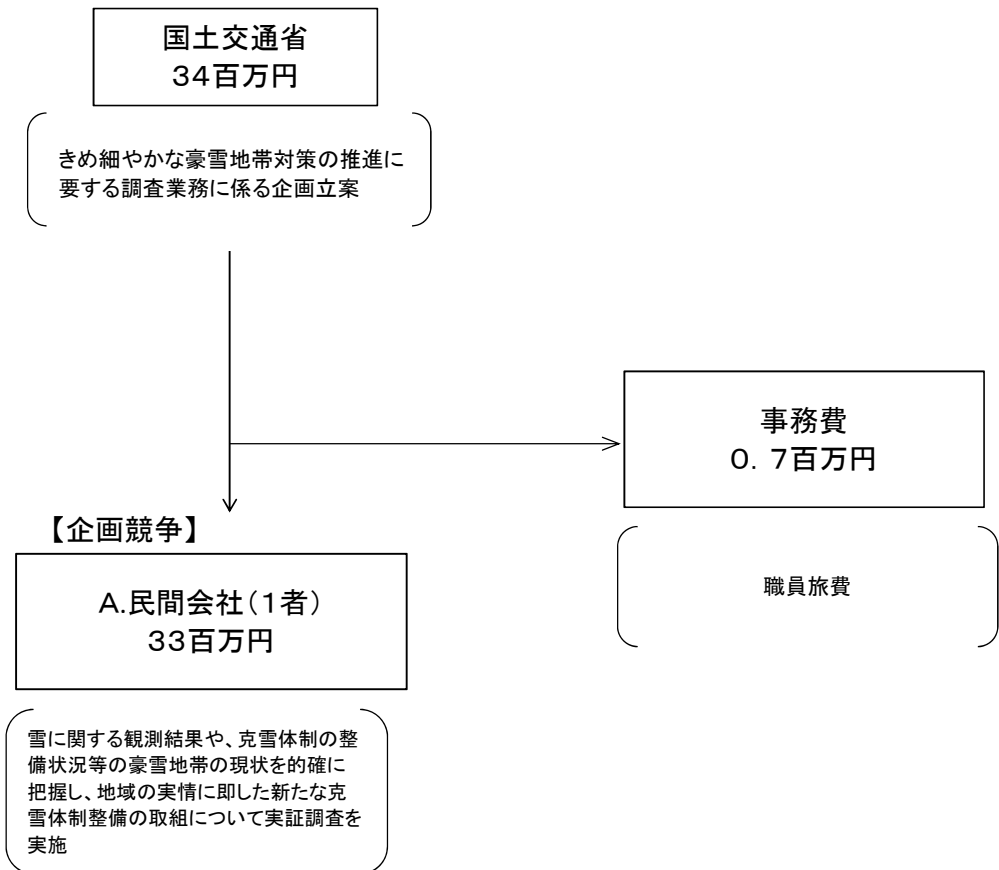 国土交通省
34百万円
きめ細やかな豪雪地帯対策の推進に
要する調査業務に係る企画立案
事務費
0．7百万円
職員旅費
【企画競争】
A.民間会社（1者）
33百万円
雪に関する観測結果や、克雪体制の整
備状況等の豪雪地帯の現状を的確に
把握し、地域の実情に即した新たな克
雪体制整備の取組について実証調査を
実施